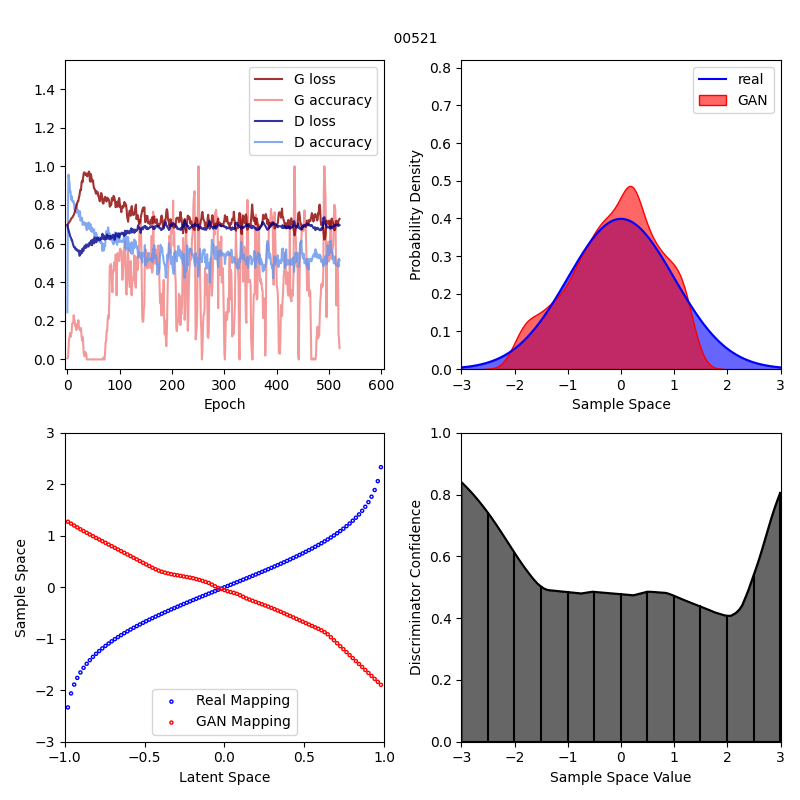 00521
G loss
G accuracy
D loss
D accuracy
1.4
1.2
1.0
0.8
0.6
0.4
0.2
0.0
0 100 200 300 400 500 600
Epoch
real
GAN
Probability Density
0.8
0.7
0.6
0.5
0.4
0.3
0.2
0.1
0.0
−3 −2 −1 0 1 2 3
Sample Space
Sample Space
3
2
1
0
−1
−2
−3
Real Mapping
GAN Mapping
−1.0 −0.5 0.0 0.5 1.0
Latent Space
Discriminator Confidence
1.0
0.8
0.6
0.4
0.2
0.0
−3 −2 −1 0 1 2 3
Sample Space Value